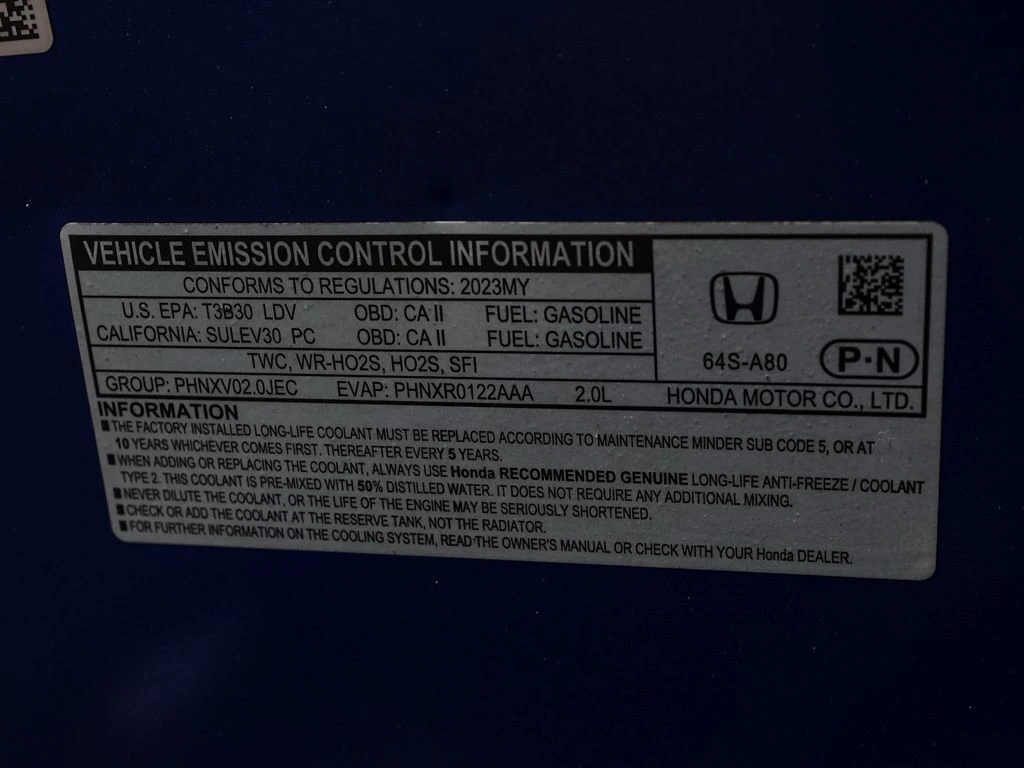 VEHICLE EMISSION CONTROL INFORMATION
CONFORMS TO REGULATIONS: 2023MY
U.S. EPA: T3B30 LDV OBD: CA II FUEL: GASOLINE
CALIFORNIA: SULEV30 PC OBD: CA II FUEL: GASOLINE
TWC, WR-HO2S, HO2S, SFI
64S-A80 P·N
GROUP: PHNXV02.0JEC EVAP: PHNXR0122AAA 2.0L HONDA MOTOR CO., LTD.
INFORMATION
■THE FACTORY INSTALLED LONG-LIFE COOLANT MUST BE REPLACED ACCORDING TO MAINTENANCE MINDER SUB CODE 5, OR AT
10 YEARS WHICHEVER COMES FIRST. THEREAFTER EVERY 5 YEARS.
■WHEN ADDING OR REPLACING THE COOLANT, ALWAYS USE Honda RECOMMENDED GENUINE LONG-LIFE ANTI-FREEZE / COOLANT
TYPE 2. THIS COOLANT IS PRE-MIXED WITH 50% DISTILLED WATER. IT DOES NOT REQUIRE ANY ADDITIONAL MIXING.
■NEVER DILUTE THE COOLANT, OR THE LIFE OF THE ENGINE MAY BE SERIOUSLY SHORTENED.
■CHECK OR ADD THE COOLANT AT THE RESERVE TANK, NOT THE RADIATOR.
■FOR FURTHER INFORMATION ON THE COOLING SYSTEM, READ THE OWNER'S MANUAL OR CHECK WITH YOUR Honda DEALER.